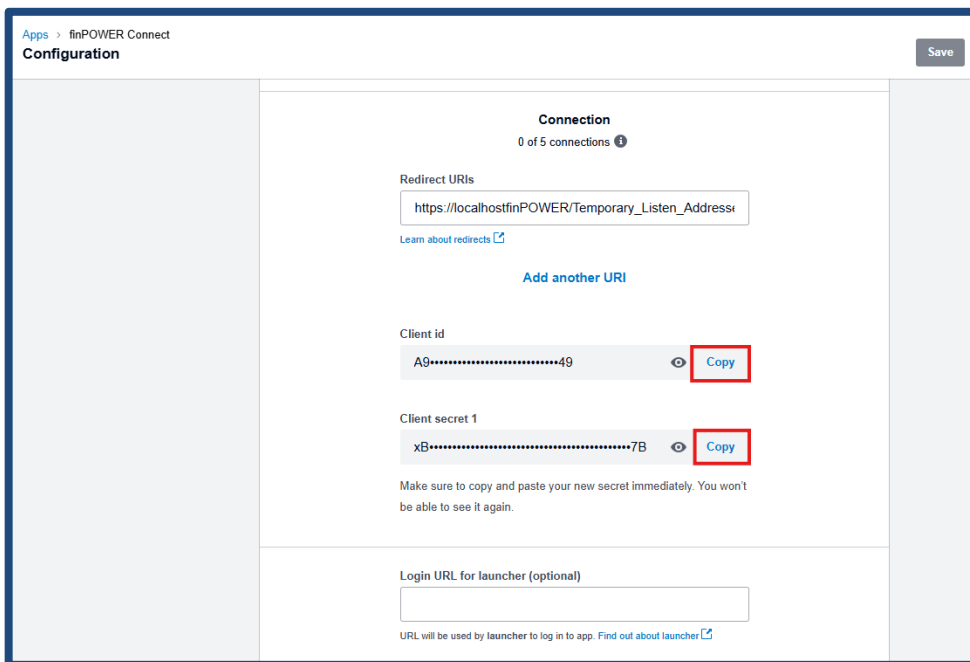 Apps > finPOWER Connect
Configuration
Save
Connection
0 of 5 connections
Redirect URIs
https://localhostfinPOWER/Temporary_Listen_Addresse
Learn about redirects
Add another URI
Client id
A9••••••••••••••••••••••••••••49
Copy
Client secret 1
xB••••••••••••••••••••••••••••••••••••••••••••7B
Copy
Make sure to copy and paste your new secret immediately. You won't
be able to see it again.
Login URL for launcher (optional)
URL will be used by launcher to log in to app. Find out about launcher